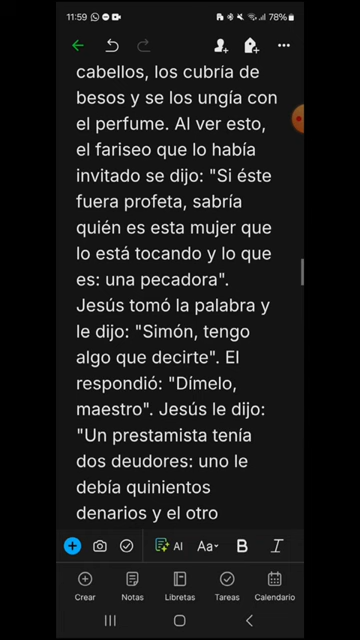 11:59
78%
cabellos, los cubría de
besos y se los ungía con
el perfume. Al ver esto,
el fariseo que lo había
invitado se dijo: "Si éste
fuera profeta, sabría
quién es esta mujer que
lo está tocando y lo que
es: una pecadora".
Jesús tomó la palabra y
le dijo: "Simón, tengo
algo que decirte". El
respondió: "Dímelo,
maestro". Jesús le dijo:
"Un prestamista tenía
dos deudores: uno le
debía quinientos
denarios y el otro
AI Aa B I
Crear Notas Libretas Tareas Calendario